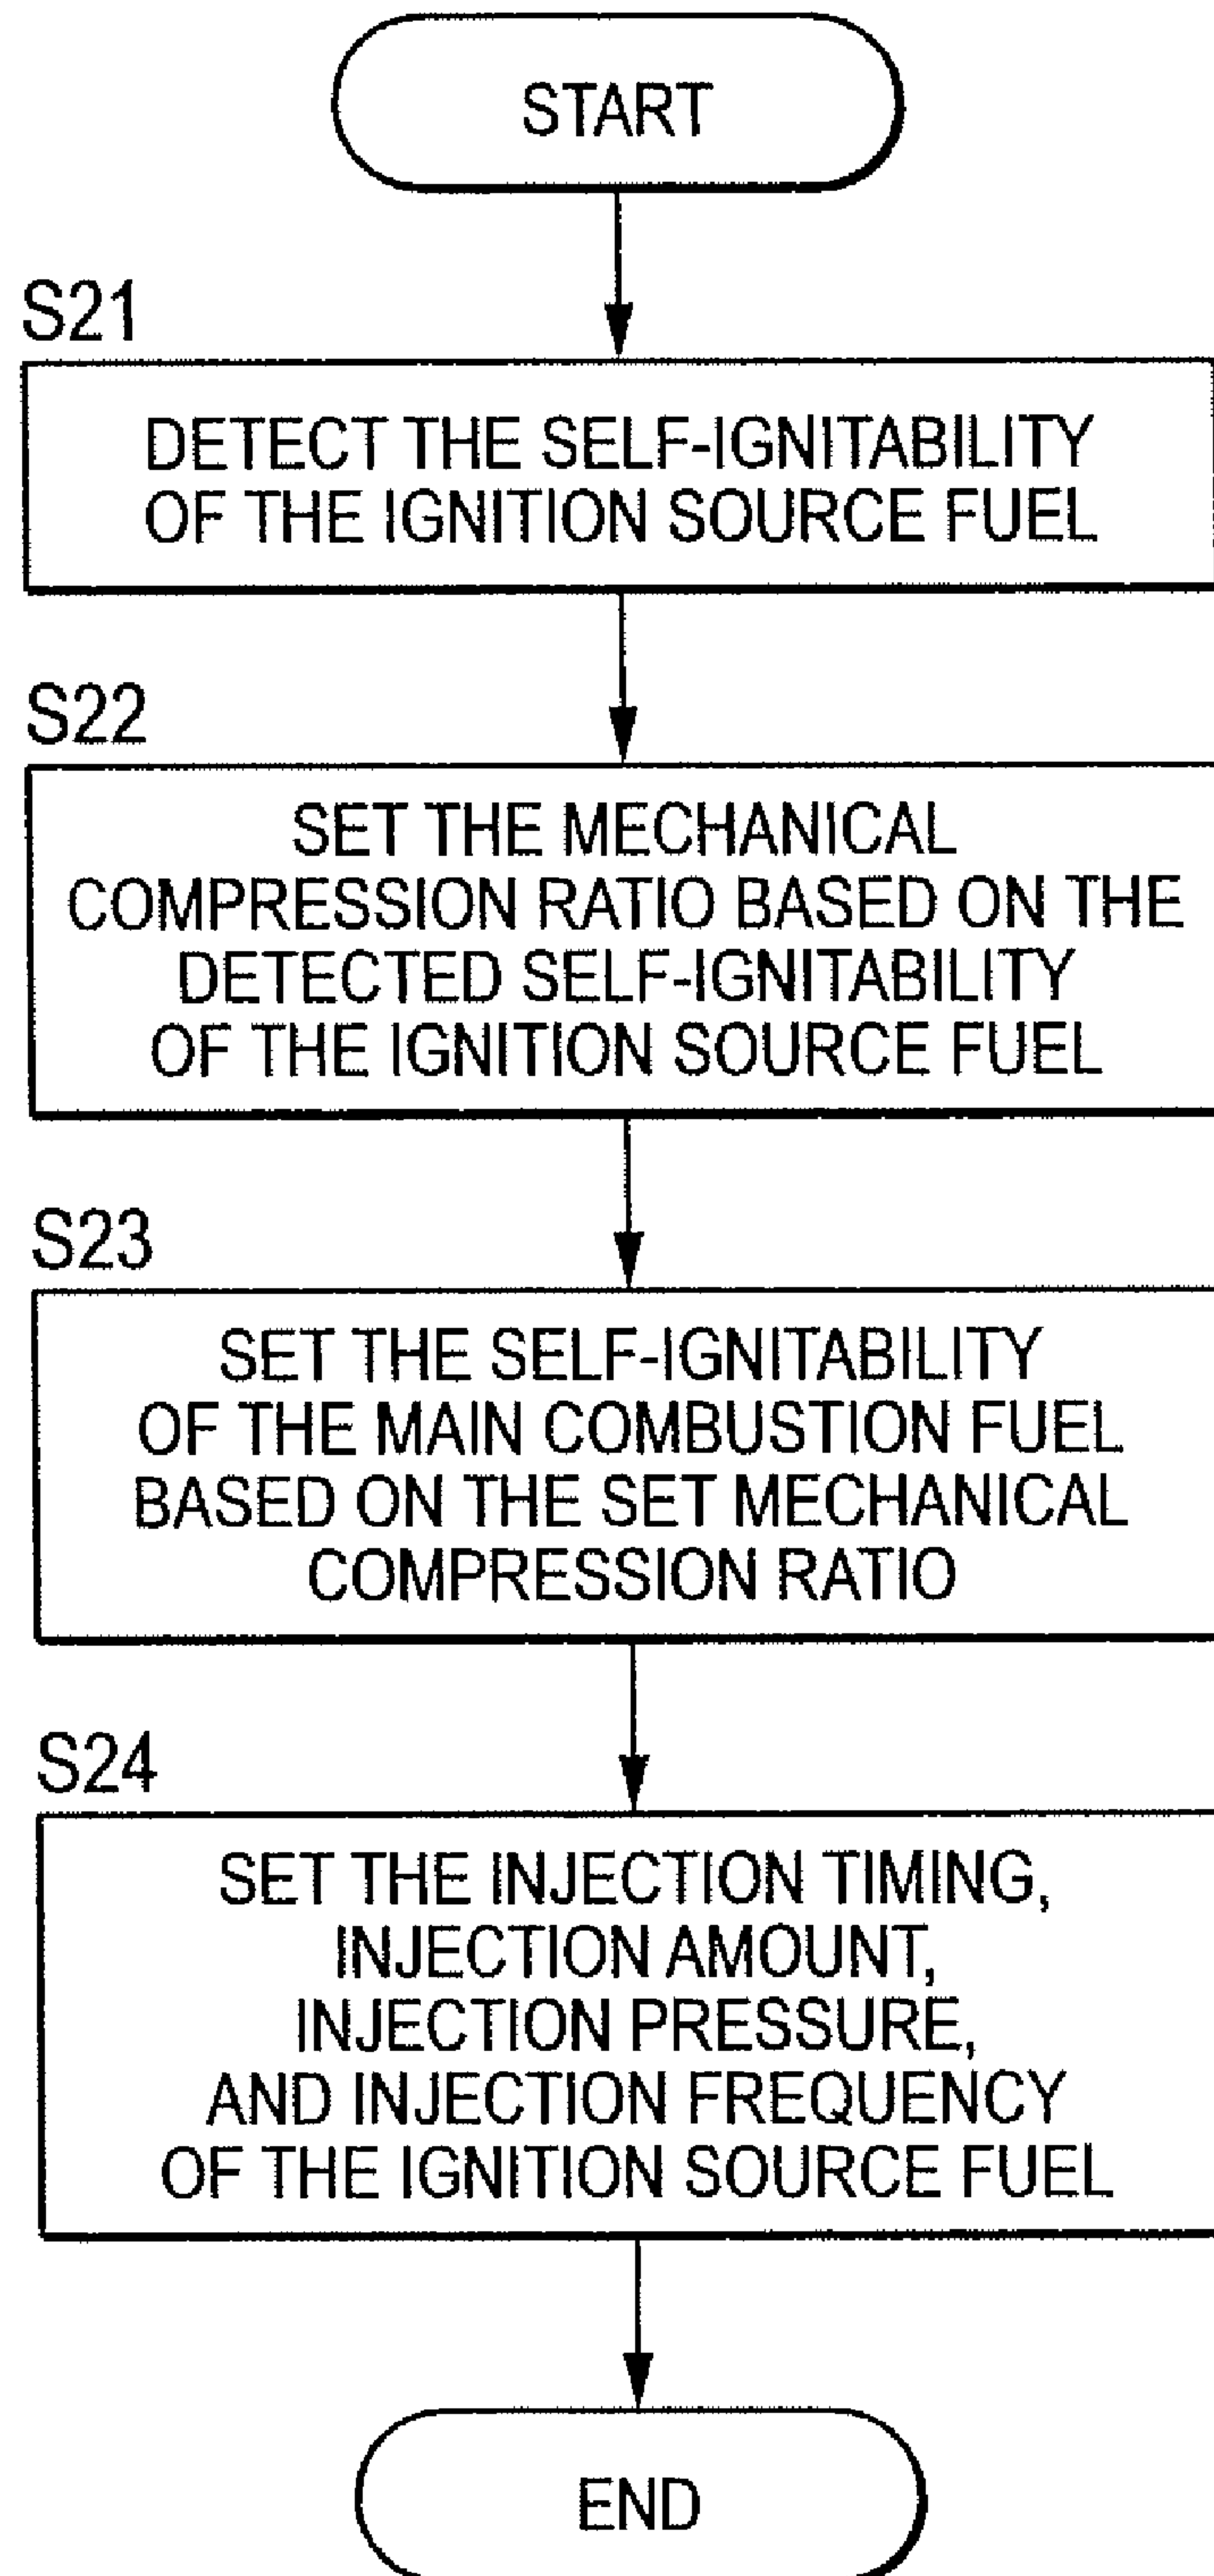 START
S21
DETECT THE SELF-IGNITABILITY
OF THE IGNITION SOURCE FUEL
S22
SET THE MECHANICAL
COMPRESSION RATIO BASED ON THE
DETECTED SELF-IGNITABILITY
OF THE IGNITION SOURCE FUEL
S23
SET THE SELF-IGNITABILITY
OF THE MAIN COMBUSTION FUEL
BASED ON THE SET MECHANICAL
COMPRESSION RATIO
S24
SET THE INJECTION TIMING,
INJECTION AMOUNT,
INJECTION PRESSURE,
AND INJECTION FREQUENCY
OF THE IGNITION SOURCE FUEL
END